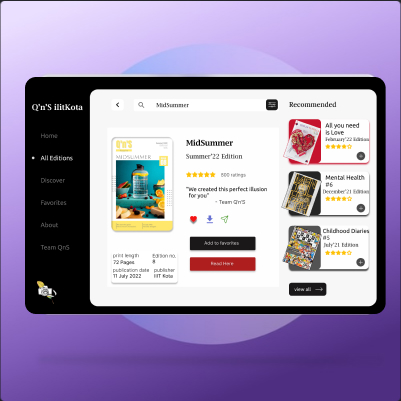 Q'n'S iiitKota
Home
All Editions
Discover
Favorites
About
Team QnS
MidSummer
MIDSUMMER
MidSummer
Summer'22 Edition
900 ratings
"We created this perfect illusion
for you"
- Team Qn'S
Add to favorites
Read Here
print length
72 Pages
Edition no.
8
publication date
11 July 2022
publisher
IIIT Kota
Recommended
All you need
is Love
February'22 Edition
Mental Health
#6
December'21 Edition
Childhood Diaries
#5
July'21 Edition
view all